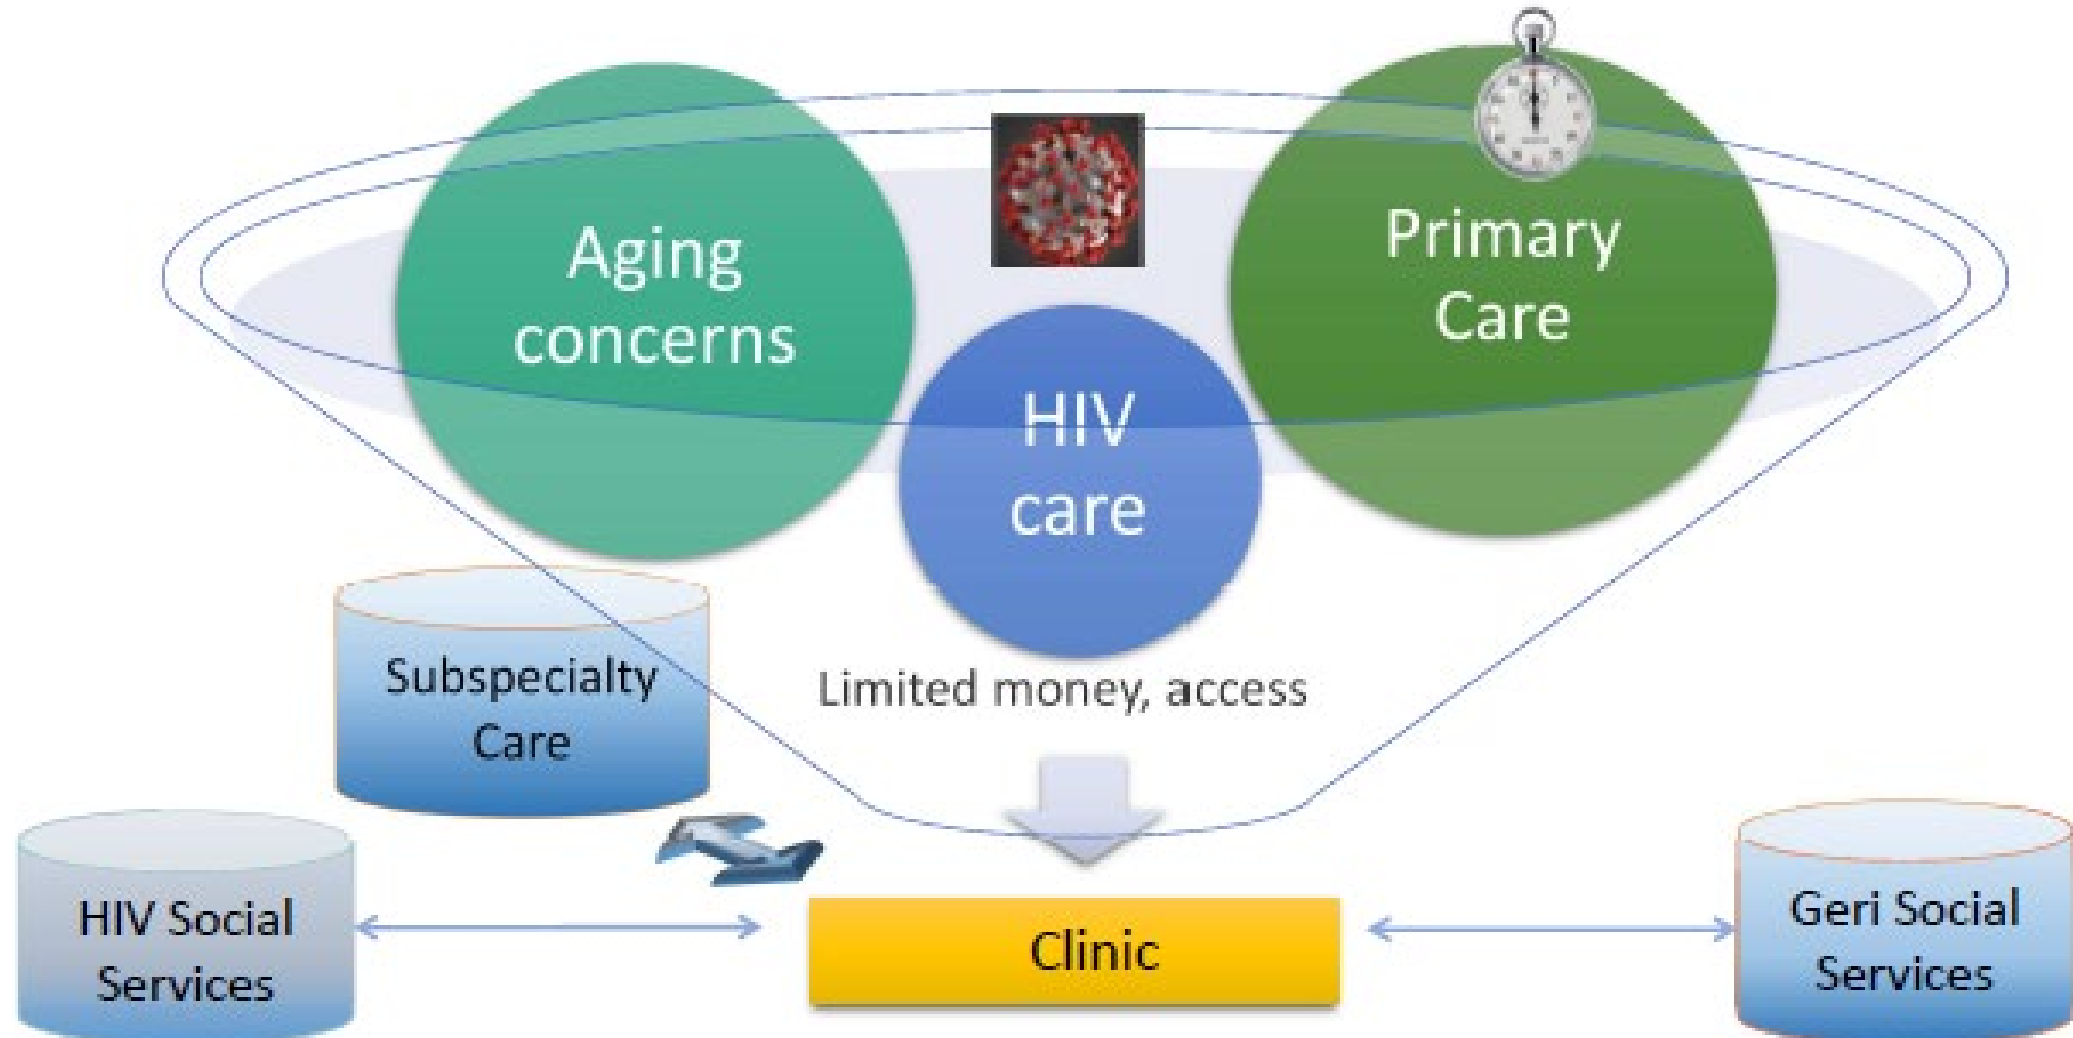 Aging
concerns
Primary
Care
HIV
care
Subspecialty
Care
Limited money, access
HIV Social
Services
Clinic
Geri Social
Services